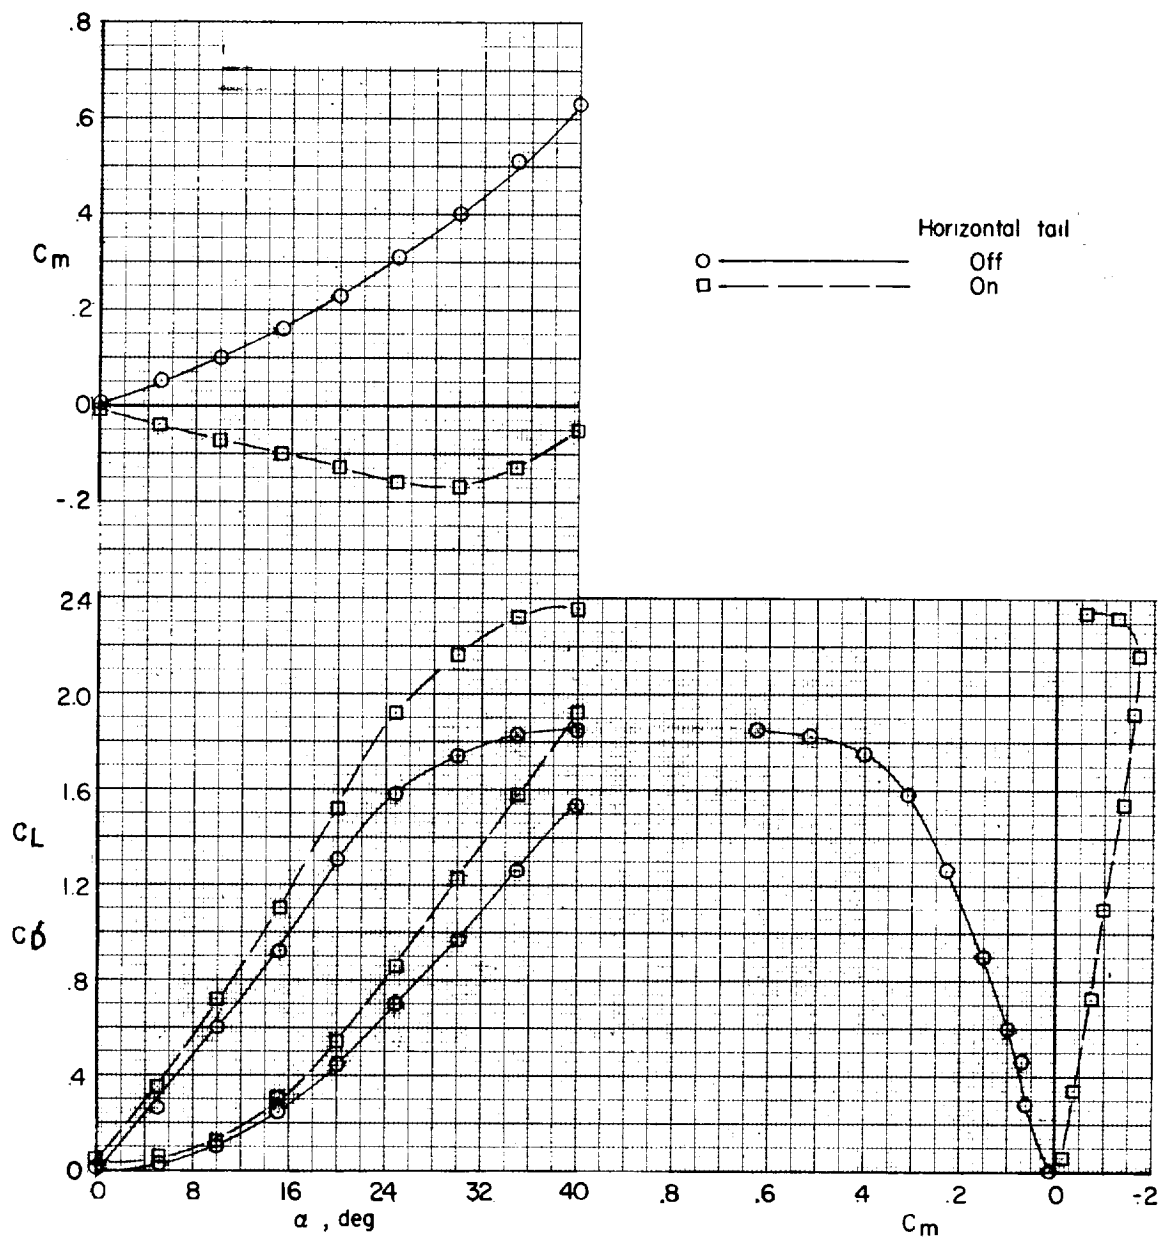 .8
.6
.4
Cm
.2
0
-.2
Horizontal tail
Off
On
2.4
2.0
1.6
CL
1.2
CD
.8
.4
0
0 8 16 24 32 40 .8 .6 .4 .2 0 -.2
α , deg
Cm